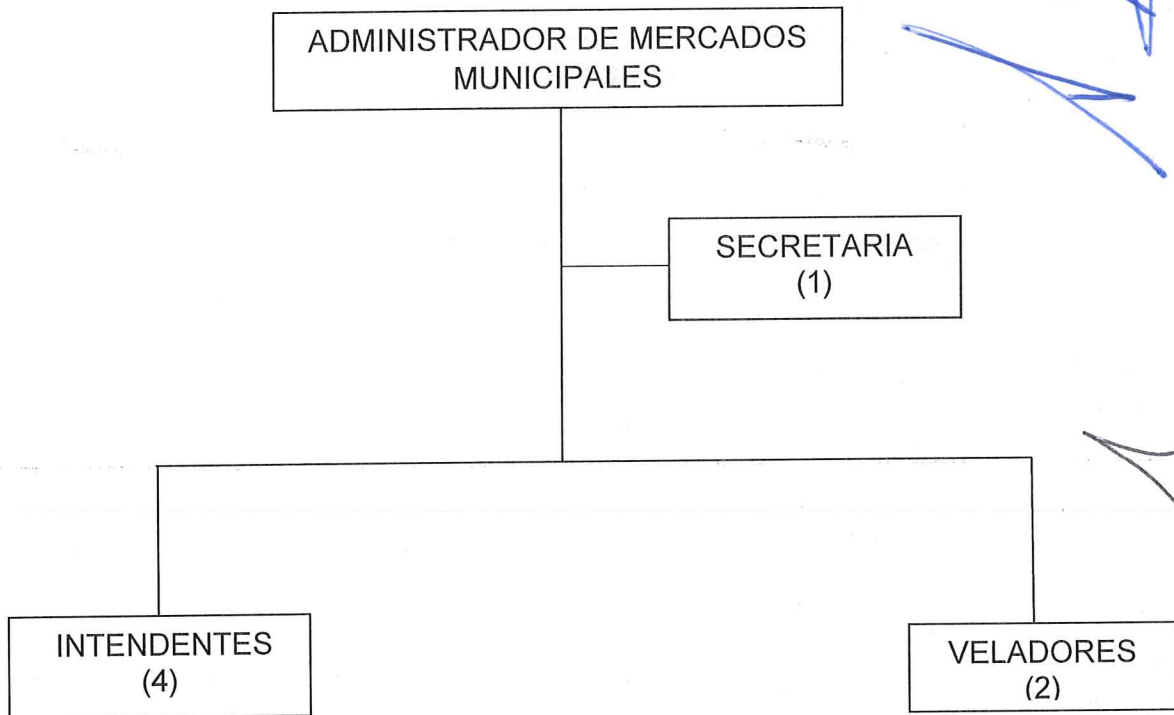 ADMINISTRADOR DE MERCADOS
MUNICIPALES
SECRETARIA
(1)
INTENDENTES
(4)
VELADORES
(2)